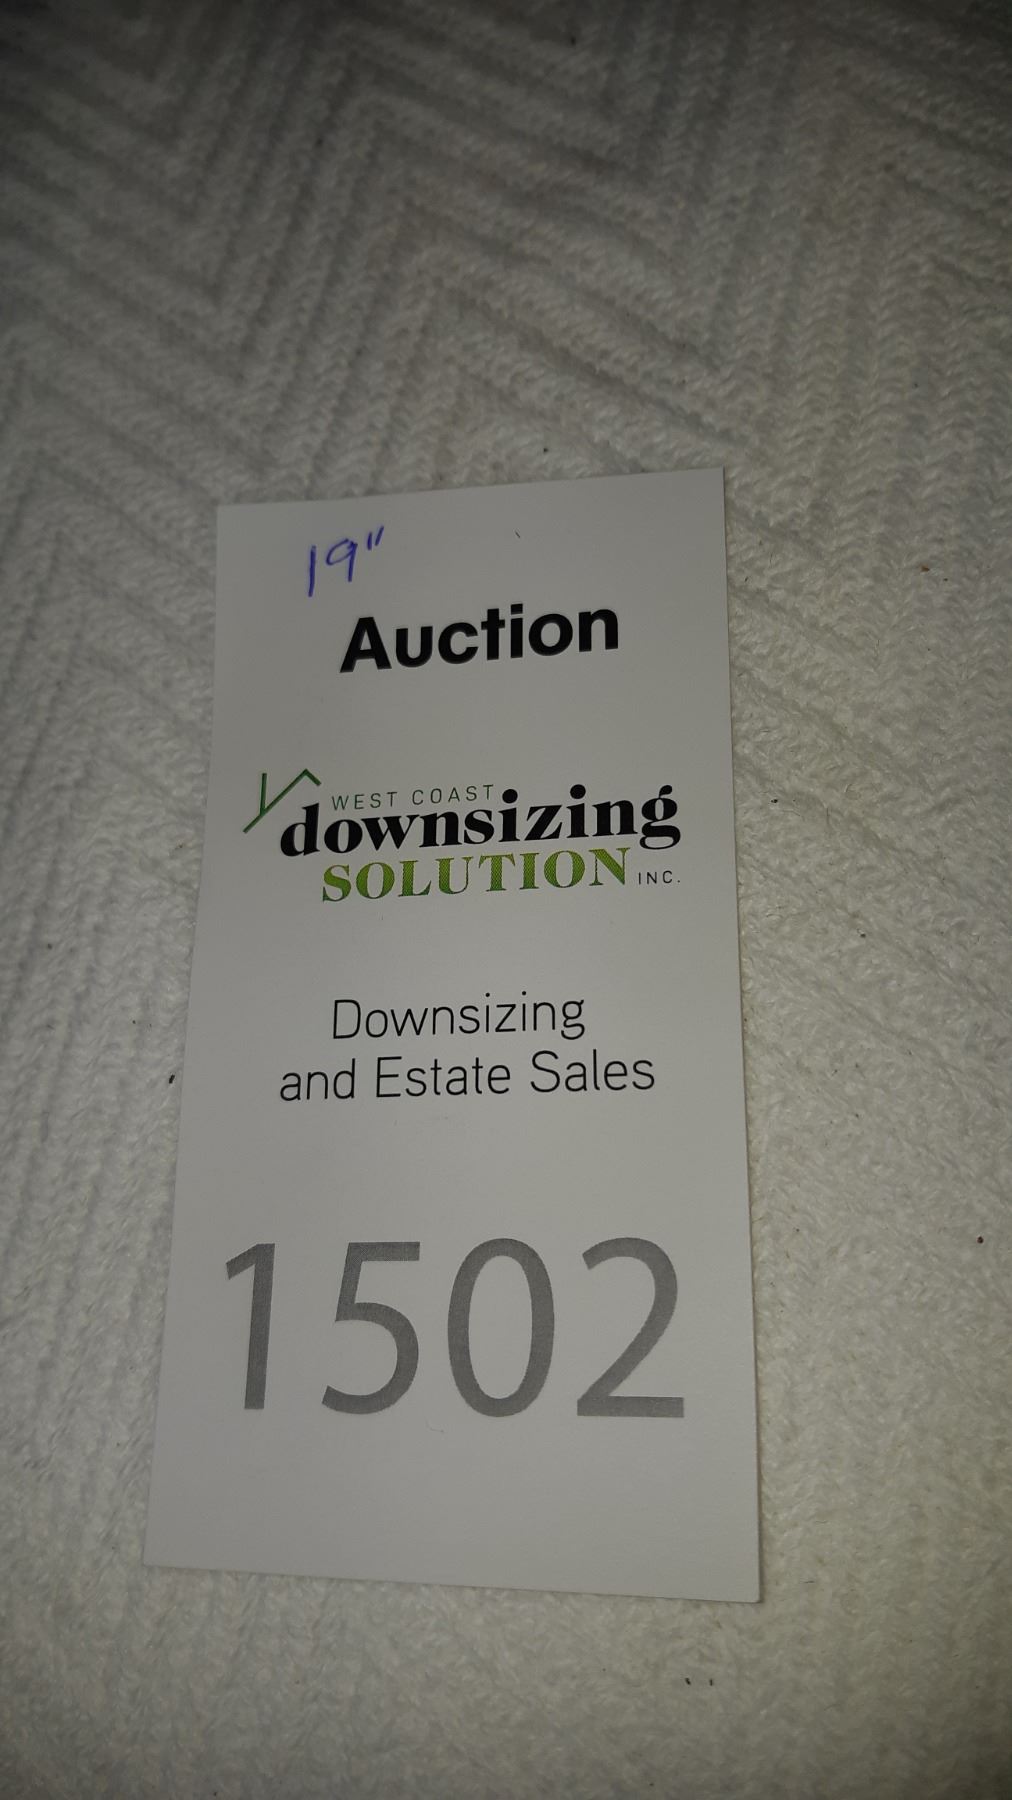 19"
Auction
WEST COAST
downsizing
SOLUTION INC.
Downsizing
and Estate Sales
1502